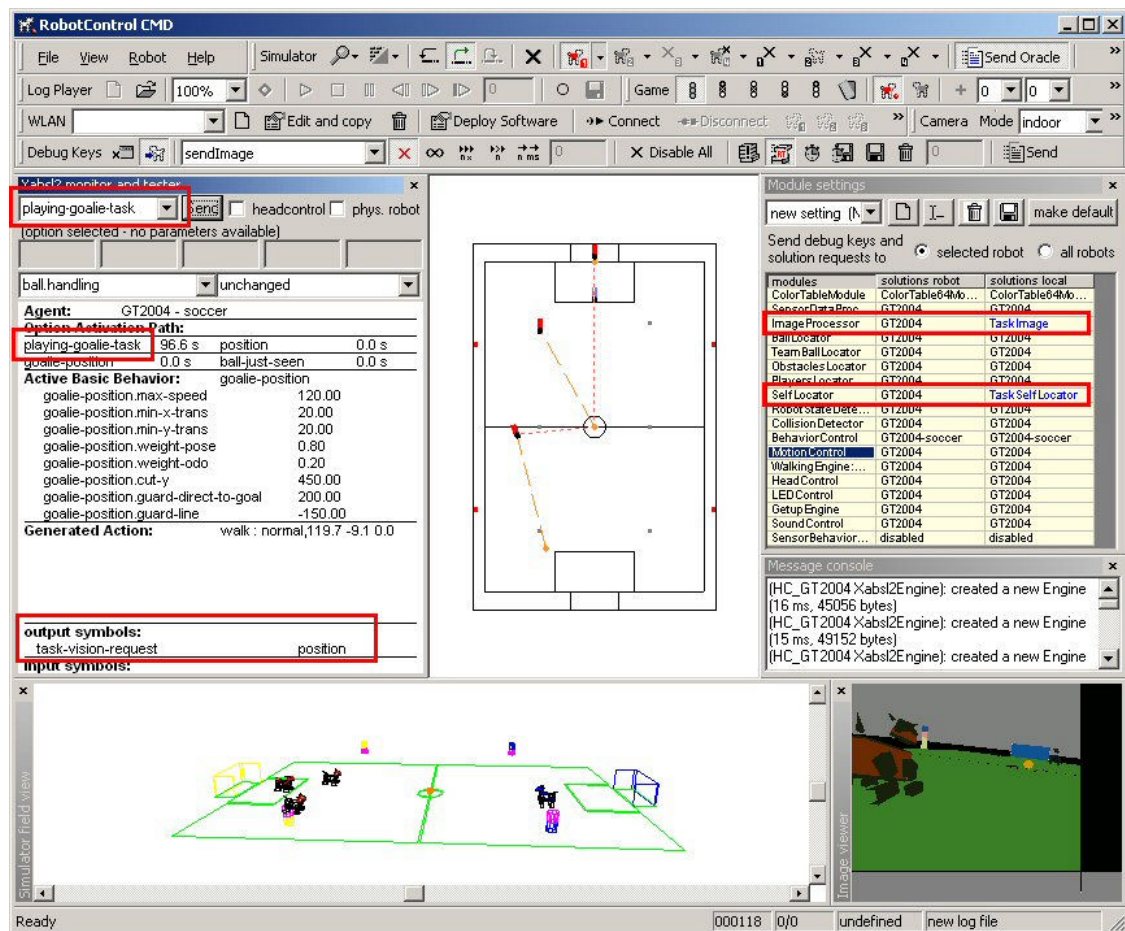 RobotControl CMD
File View Robot Help Simulator Send Oracle »
Log Player 100% 0 Game + 0 0 »
WLAN Edit and copy Deploy Software Connect Disconnect » Camera Mode indoor »
Debug Keys sendImage 0 Disable All 0 Send
Xabsl2 monitor and tester
playing-goalie-task Send headcontrol phys. robot
(option selected - no parameters available)
ball.handling unchanged
Agent: GT2004 - soccer
Option Activation Path:
playing-goalie-task 96.6 s position 0.0 s
goalie-position 0.0 s ball-just-seen 0.0 s
Active Basic Behavior: goalie-position
goalie-position.max-speed 120.00
goalie-position.min-x-trans 20.00
goalie-position.min-y-trans 20.00
goalie-position.weight-pose 0.80
goalie-position.weight-odo 0.20
goalie-position.cut-y 450.00
goalie-position.guard-direct-to-goal 200.00
goalie-position.guard-line -150.00
Generated Action: walk : normal,119.7 -9.1 0.0
output symbols:
task-vision-request position
input symbols:
Module settings
new setting (N make default
Send debug keys and
solution requests to selected robot all robots
modules solutions robot solutions local
ColorTableModule ColorTable64Mo... ColorTable64Mo...
SensorDataProc... GT2004 GT2004
ImageProcessor GT2004 TaskImage
BallLocator GT2004 GT2004
TeamBallLocator GT2004 GT2004
ObstaclesLocator GT2004 GT2004
PlayersLocator GT2004 GT2004
SelfLocator GT2004 TaskSelfLocator
RobotStateDete... GT2004 GT2004
CollisionDetector GT2004 GT2004
BehaviorControl GT2004-soccer GT2004-soccer
MotionControl GT2004 GT2004
WalkingEngine:... GT2004 GT2004
HeadControl GT2004 GT2004
LEDControl GT2004 GT2004
GetupEngine GT2004 GT2004
SoundControl GT2004 GT2004
SensorBehavior... disabled disabled
Message console
(HC_GT2004 Xabsl2Engine): created a new Engine
(16 ms, 45056 bytes)
(HC_GT2004 Xabsl2Engine): created a new Engine
(15 ms, 49152 bytes)
(HC_GT2004 Xabsl2Engine): created a new Engine
Simulator field view
Image viewer
Ready 000118 0/0 undefined new log file